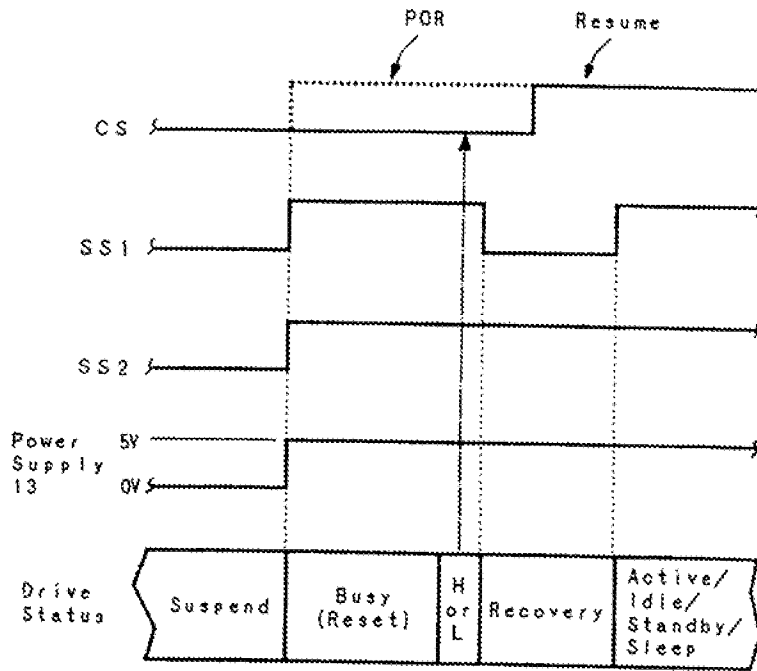 POR
Resume
CS
SS1
SS2
Power
Supply
13
5V
0V
Drive
Status
Suspend
Busy
(Reset)
H
or
L
Recovery
Active/
Idle/
Standby/
Sleep